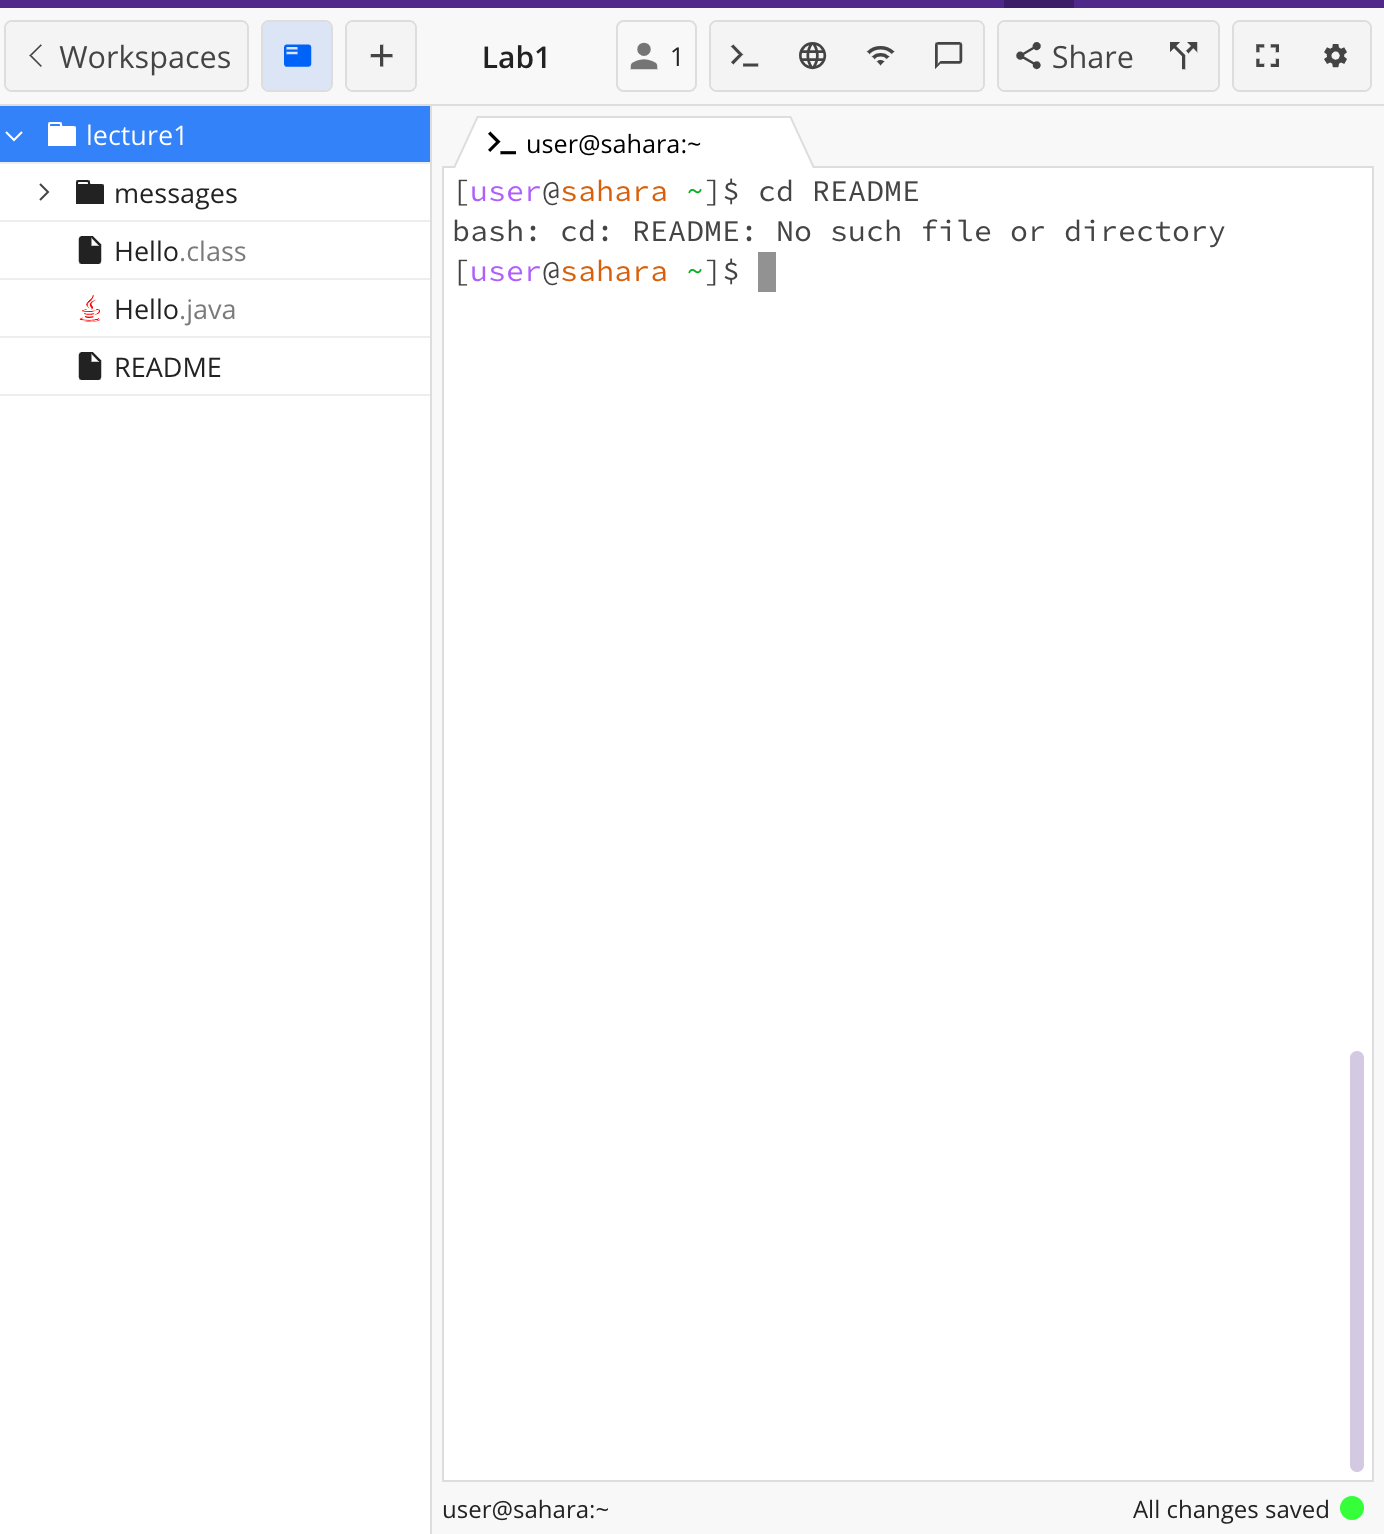 Workspaces
Lab1
1
Share
lecture1
messages
Hello.class
Hello.java
README
user@sahara:~
[user@sahara ~]$ cd README
bash: cd: README: No such file or directory
[user@sahara ~]$
user@sahara:~
All changes saved